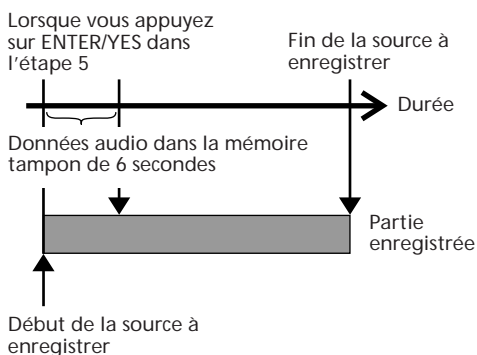 Lorsque vous appuyez
sur ENTER/YES dans
l'étape 5
Fin de la source à
enregistrer
Durée
Données audio dans la mémoire
tampon de 6 secondes
Partie
enregistrée
Début de la source à
enregistrer